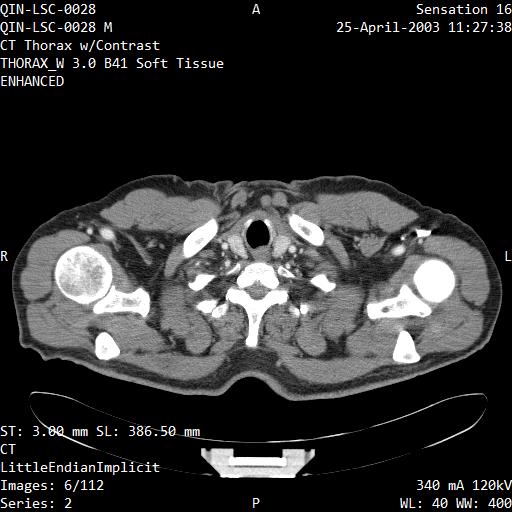 QIN-LSC-0028
A
Sensation 16
QIN-LSC-0028 M
25-April-2003 11:27:38
CT Thorax w/Contrast
THORAX_W 3.0 B41 Soft Tissue
ENHANCED
R
L
ST: 3.00 mm SL: 386.50 mm
CT
LittleEndianImplicit
Images: 6/112
340 mA 120kV
Series: 2
P
WL: 40 WW: 400